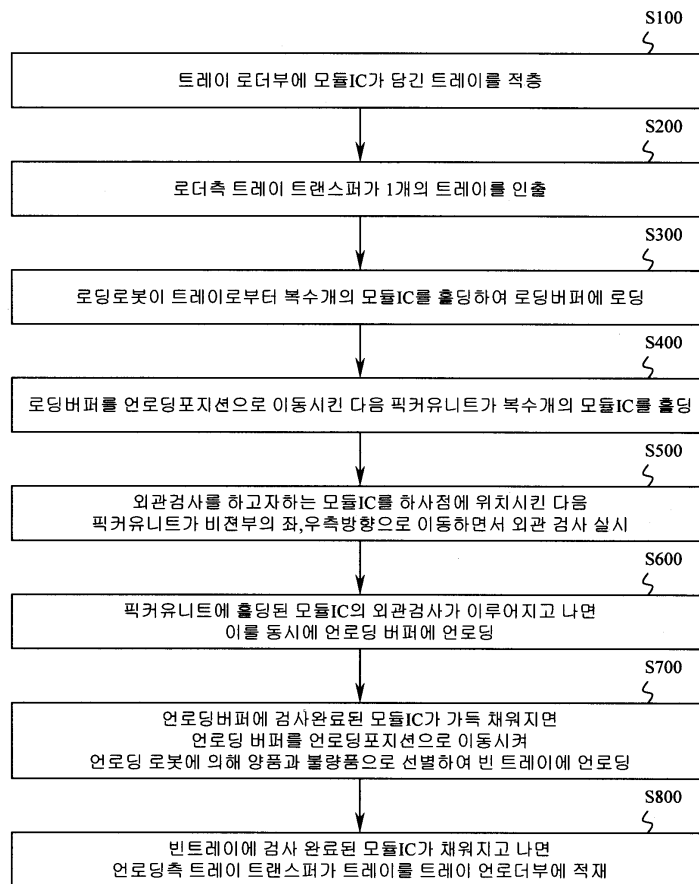 S100
트레이 로더부에 모듈IC가 담긴 트레이를 적층
S200
로더측 트레이 트랜스퍼가 1개의 트레이를 인출
S300
로딩로봇이 트레이로부터 복수개의 모듈IC를 홀딩하여 로딩버퍼에 로딩
S400
로딩버퍼를 언로딩포지션으로 이동시킨 다음 픽커유니트가 복수개의 모듈IC를 홀딩
S500
외관검사를 하고자하는 모듈IC를 하사점에 위치시킨 다음
픽커유니트가 비젼부의 좌,우측방향으로 이동하면서 외관 검사 실시
S600
픽커유니트에 홀딩된 모듈IC의 외관검사가 이루어지고 나면
이를 동시에 언로딩 버퍼에 언로딩
S700
언로딩버퍼에 검사완료된 모듈IC가 가득 채워지면
언로딩 버퍼를 언로딩포지션으로 이동시켜
언로딩 로봇에 의해 양품과 불량품으로 선별하여 빈 트레이에 언로딩
S800
빈트레이에 검사 완료된 모듈IC가 채워지고 나면
언로딩측 트레이 트랜스퍼가 트레이를 트레이 언로더부에 적재